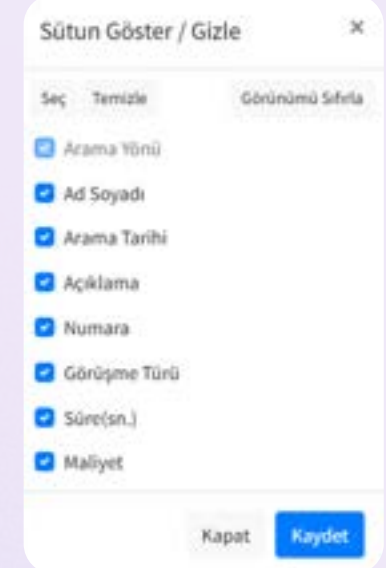 Sütun Göster / Gizle
Seç Temizle Görünümü Sıfırla
Arama Yönü
Ad Soyadı
Arama Tarihi
Açıklama
Numara
Görüşme Türü
Süre(sn.)
Maliyet
Kapat Kaydet